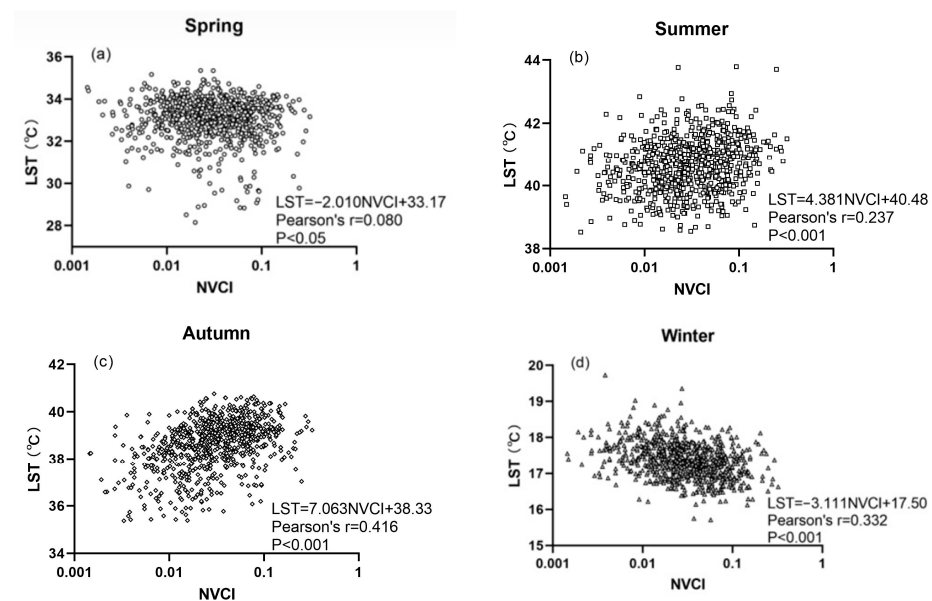 Spring
(a)
36
34
32
30
28
LST (℃)
LST=−2.010NVCI+33.17
Pearson's r=0.080
P<0.05
0.001 0.01 0.1 1
NVCI
Summer
(b)
44
42
40
38
LST (℃)
LST=4.381NVCI+40.48
Pearson's r=0.237
P<0.001
0.001 0.01 0.1 1
NVCI
Autumn
(c)
42
40
38
36
34
LST (℃)
LST=7.063NVCI+38.33
Pearson's r=0.416
P<0.001
0.001 0.01 0.1 1
NVCI
Winter
(d)
20
19
18
17
16
15
LST (℃)
LST=−3.111NVCI+17.50
Pearson's r=0.332
P<0.001
0.001 0.01 0.1 1
NVCI